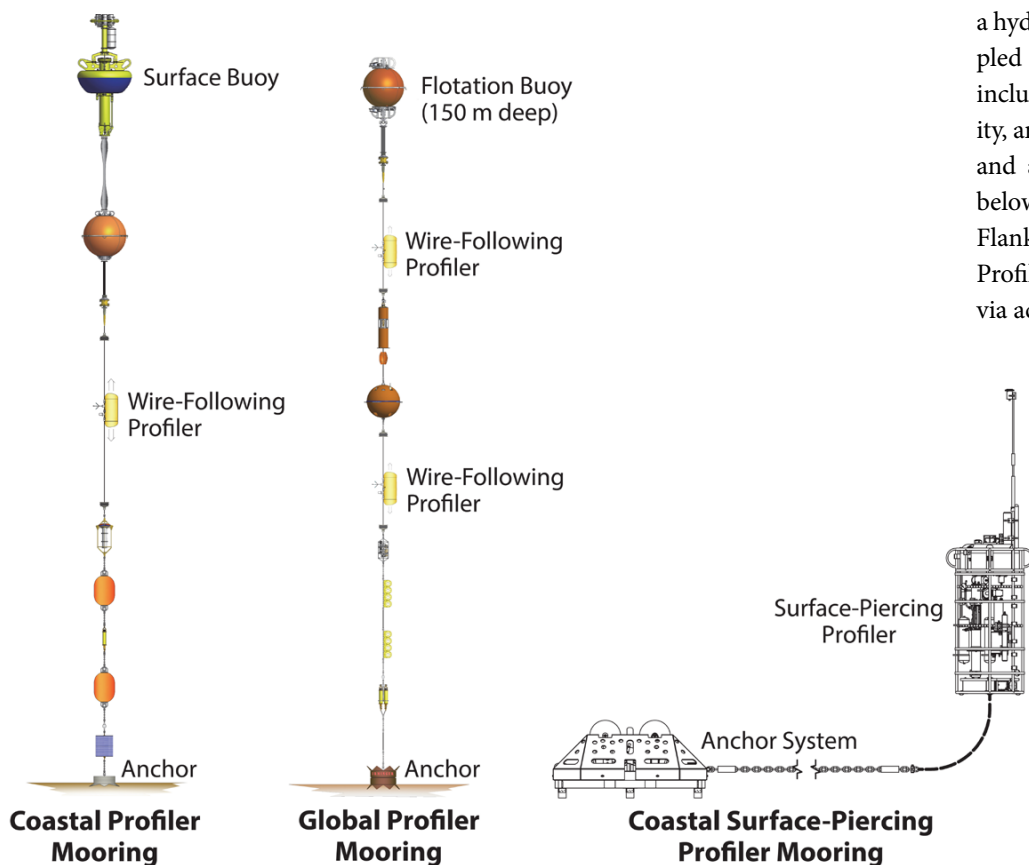 Surface Buoy
Wire-Following
Profiler
Anchor
Coastal Profiler
Mooring
Flotation Buoy
(150 m deep)
Wire-Following
Profiler
Wire-Following
Profiler
Anchor
Global Profiler
Mooring
a hyd
pled
inclu
ity, ar
and a
below
Flank
Profil
via ac
Surface-Piercing
Profiler
Anchor System
Coastal Surface-Piercing
Profiler Mooring